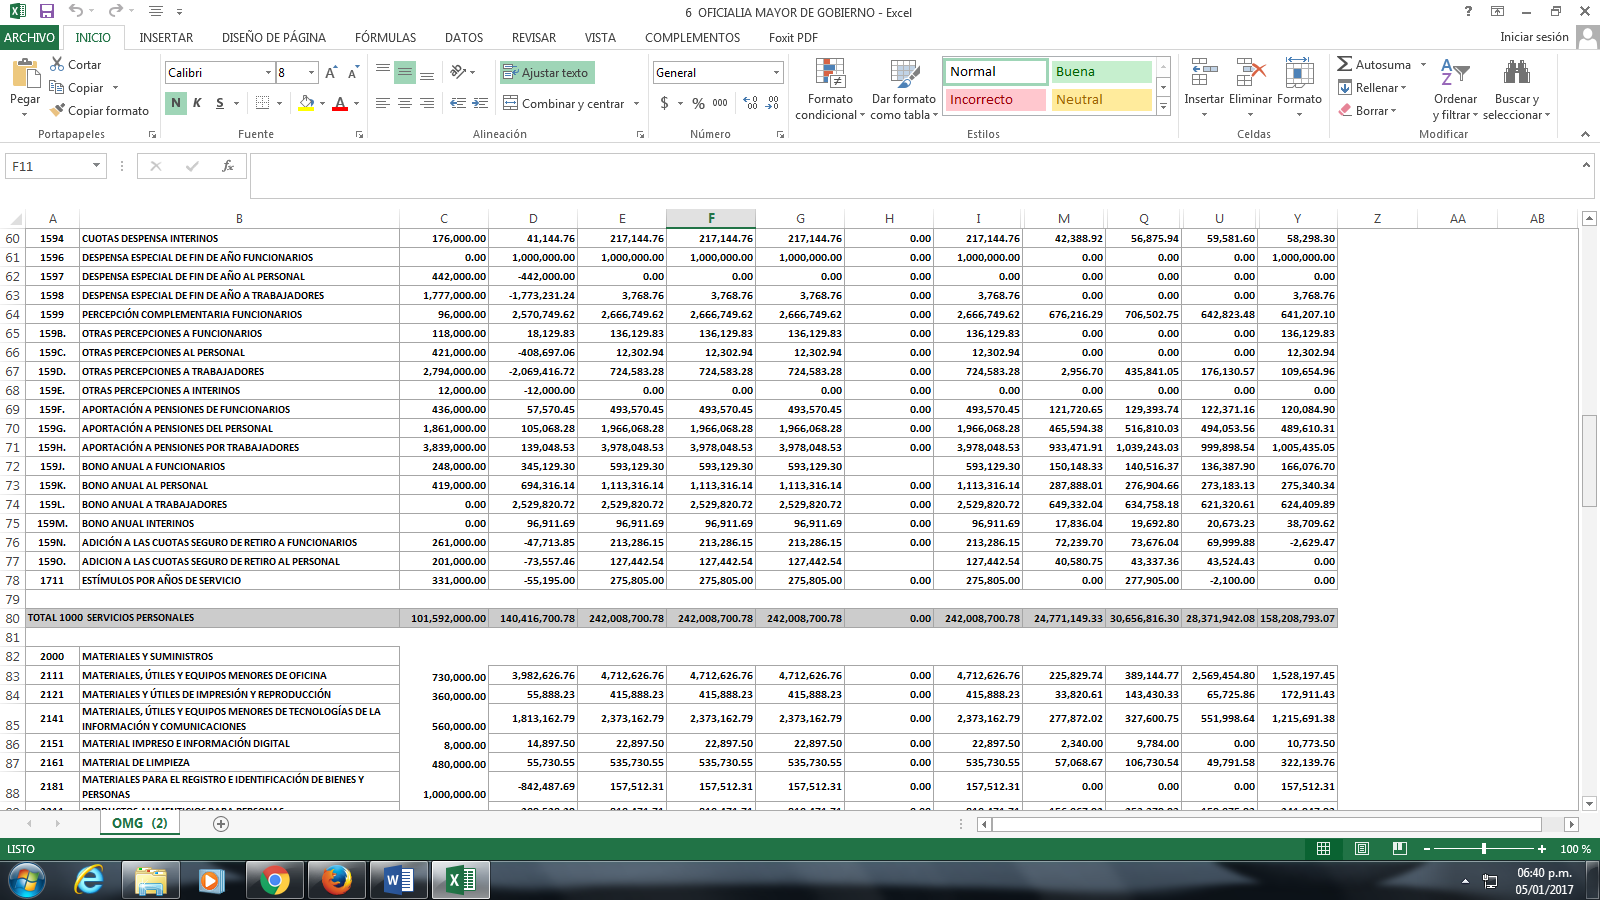 6 OFICIALIA MAYOR DE GOBIERNO - Excel
ARCHIVO INICIO INSERTAR DISEÑO DE PÁGINA FÓRMULAS DATOS REVISAR VISTA COMPLEMENTOS Foxit PDF Iniciar sesión
Pegar
Cortar
Copiar
Copiar formato
Portapapeles
Calibri 8
N K S
Fuente
Ajustar texto
Combinar y centrar
Alineación
General
$ % 000
Número
Formato condicional
Dar formato como tabla
Normal Buena
Incorrecto Neutral
Estilos
Insertar Eliminar Formato
Celdas
Autosuma
Rellenar
Borrar
Ordenar y filtrar
Buscar y seleccionar
Modificar
F11 fx
A B C D E F G H I M Q U Y Z AA AB
60 1594 CUOTAS DESPENSA INTERINOS 176,000.00 41,144.76 217,144.76 217,144.76 217,144.76 0.00 217,144.76 42,388.92 56,875.94 59,581.60 58,298.30
61 1596 DESPENSA ESPECIAL DE FIN DE AÑO FUNCIONARIOS 0.00 1,000,000.00 1,000,000.00 1,000,000.00 1,000,000.00 0.00 1,000,000.00 0.00 0.00 0.00 1,000,000.00
62 1597 DESPENSA ESPECIAL DE FIN DE AÑO AL PERSONAL 442,000.00 -442,000.00 0.00 0.00 0.00 0.00 0.00 0.00 0.00 0.00 0.00
63 1598 DESPENSA ESPECIAL DE FIN DE AÑO A TRABAJADORES 1,777,000.00 -1,773,231.24 3,768.76 3,768.76 3,768.76 0.00 3,768.76 0.00 0.00 0.00 3,768.76
64 1599 PERCEPCIÓN COMPLEMENTARIA FUNCIONARIOS 96,000.00 2,570,749.62 2,666,749.62 2,666,749.62 2,666,749.62 0.00 2,666,749.62 676,216.29 706,502.75 642,823.48 641,207.10
65 159B. OTRAS PERCEPCIONES A FUNCIONARIOS 118,000.00 18,129.83 136,129.83 136,129.83 136,129.83 0.00 136,129.83 0.00 0.00 0.00 136,129.83
66 159C. OTRAS PERCEPCIONES AL PERSONAL 421,000.00 -408,697.06 12,302.94 12,302.94 12,302.94 0.00 12,302.94 0.00 0.00 0.00 12,302.94
67 159D. OTRAS PERCEPCIONES A TRABAJADORES 2,794,000.00 -2,069,416.72 724,583.28 724,583.28 724,583.28 0.00 724,583.28 2,956.70 435,841.05 176,130.57 109,654.96
68 159E. OTRAS PERCEPCIONES A INTERINOS 12,000.00 -12,000.00 0.00 0.00 0.00 0.00 0.00 0.00 0.00 0.00 0.00
69 159F. APORTACIÓN A PENSIONES DE FUNCIONARIOS 436,000.00 57,570.45 493,570.45 493,570.45 493,570.45 0.00 493,570.45 121,720.65 129,393.74 122,371.16 120,084.90
70 159G. APORTACIÓN A PENSIONES DEL PERSONAL 1,861,000.00 105,068.28 1,966,068.28 1,966,068.28 1,966,068.28 0.00 1,966,068.28 465,594.38 516,810.03 494,053.56 489,610.31
71 159H. APORTACIÓN A PENSIONES POR TRABAJADORES 3,839,000.00 139,048.53 3,978,048.53 3,978,048.53 3,978,048.53 0.00 3,978,048.53 933,471.91 1,039,243.03 999,898.54 1,005,435.05
72 159J. BONO ANUAL A FUNCIONARIOS 248,000.00 345,129.30 593,129.30 593,129.30 593,129.30 593,129.30 150,148.33 140,516.37 136,387.90 166,076.70
73 159K. BONO ANUAL AL PERSONAL 419,000.00 694,316.14 1,113,316.14 1,113,316.14 1,113,316.14 0.00 1,113,316.14 287,888.01 276,904.66 273,183.13 275,340.34
74 159L. BONO ANUAL A TRABAJADORES 0.00 2,529,820.72 2,529,820.72 2,529,820.72 2,529,820.72 0.00 2,529,820.72 649,332.04 634,758.18 621,320.61 624,409.89
75 159M. BONO ANUAL INTERINOS 0.00 96,911.69 96,911.69 96,911.69 96,911.69 0.00 96,911.69 17,836.04 19,692.80 20,673.23 38,709.62
76 159N. ADICIÓN A LAS CUOTAS SEGURO DE RETIRO A FUNCIONARIOS 261,000.00 -47,713.85 213,286.15 213,286.15 213,286.15 0.00 213,286.15 72,239.70 73,676.04 69,999.88 -2,629.47
77 159O. ADICION A LAS CUOTAS SEGURO DE RETIRO AL PERSONAL 201,000.00 -73,557.46 127,442.54 127,442.54 127,442.54 127,442.54 40,580.75 43,337.36 43,524.43 0.00
78 1711 ESTÍMULOS POR AÑOS DE SERVICIO 331,000.00 -55,195.00 275,805.00 275,805.00 275,805.00 0.00 275,805.00 0.00 277,905.00 -2,100.00 0.00
79
80 TOTAL 1000 SERVICIOS PERSONALES 101,592,000.00 140,416,700.78 242,008,700.78 242,008,700.78 242,008,700.78 0.00 242,008,700.78 24,771,149.33 30,656,816.30 28,371,942.08 158,208,793.07
81
82 2000 MATERIALES Y SUMINISTROS
83 2111 MATERIALES, ÚTILES Y EQUIPOS MENORES DE OFICINA 730,000.00 3,982,626.76 4,712,626.76 4,712,626.76 4,712,626.76 0.00 4,712,626.76 225,829.74 389,144.77 2,569,454.80 1,528,197.45
84 2121 MATERIALES Y ÚTILES DE IMPRESIÓN Y REPRODUCCIÓN 360,000.00 55,888.23 415,888.23 415,888.23 415,888.23 0.00 415,888.23 33,820.61 143,430.33 65,725.86 172,911.43
85 2141 MATERIALES, ÚTILES Y EQUIPOS MENORES DE TECNOLOGÍAS DE LA
INFORMACIÓN Y COMUNICACIONES 560,000.00 1,813,162.79 2,373,162.79 2,373,162.79 2,373,162.79 0.00 2,373,162.79 277,872.02 327,600.75 551,998.64 1,215,691.38
86 2151 MATERIAL IMPRESO E INFORMACIÓN DIGITAL 8,000.00 14,897.50 22,897.50 22,897.50 22,897.50 0.00 22,897.50 2,340.00 9,784.00 0.00 10,773.50
87 2161 MATERIAL DE LIMPIEZA 480,000.00 55,730.55 535,730.55 535,730.55 535,730.55 0.00 535,730.55 57,068.67 106,730.54 49,791.58 322,139.76
88 2181 MATERIALES PARA EL REGISTRO E IDENTIFICACIÓN DE BIENES Y
PERSONAS 1,000,000.00 -842,487.69 157,512.31 157,512.31 157,512.31 0.00 157,512.31 0.00 0.00 0.00 157,512.31
OMG (2)
LISTO 100 %
06:40 p.m.
05/01/2017